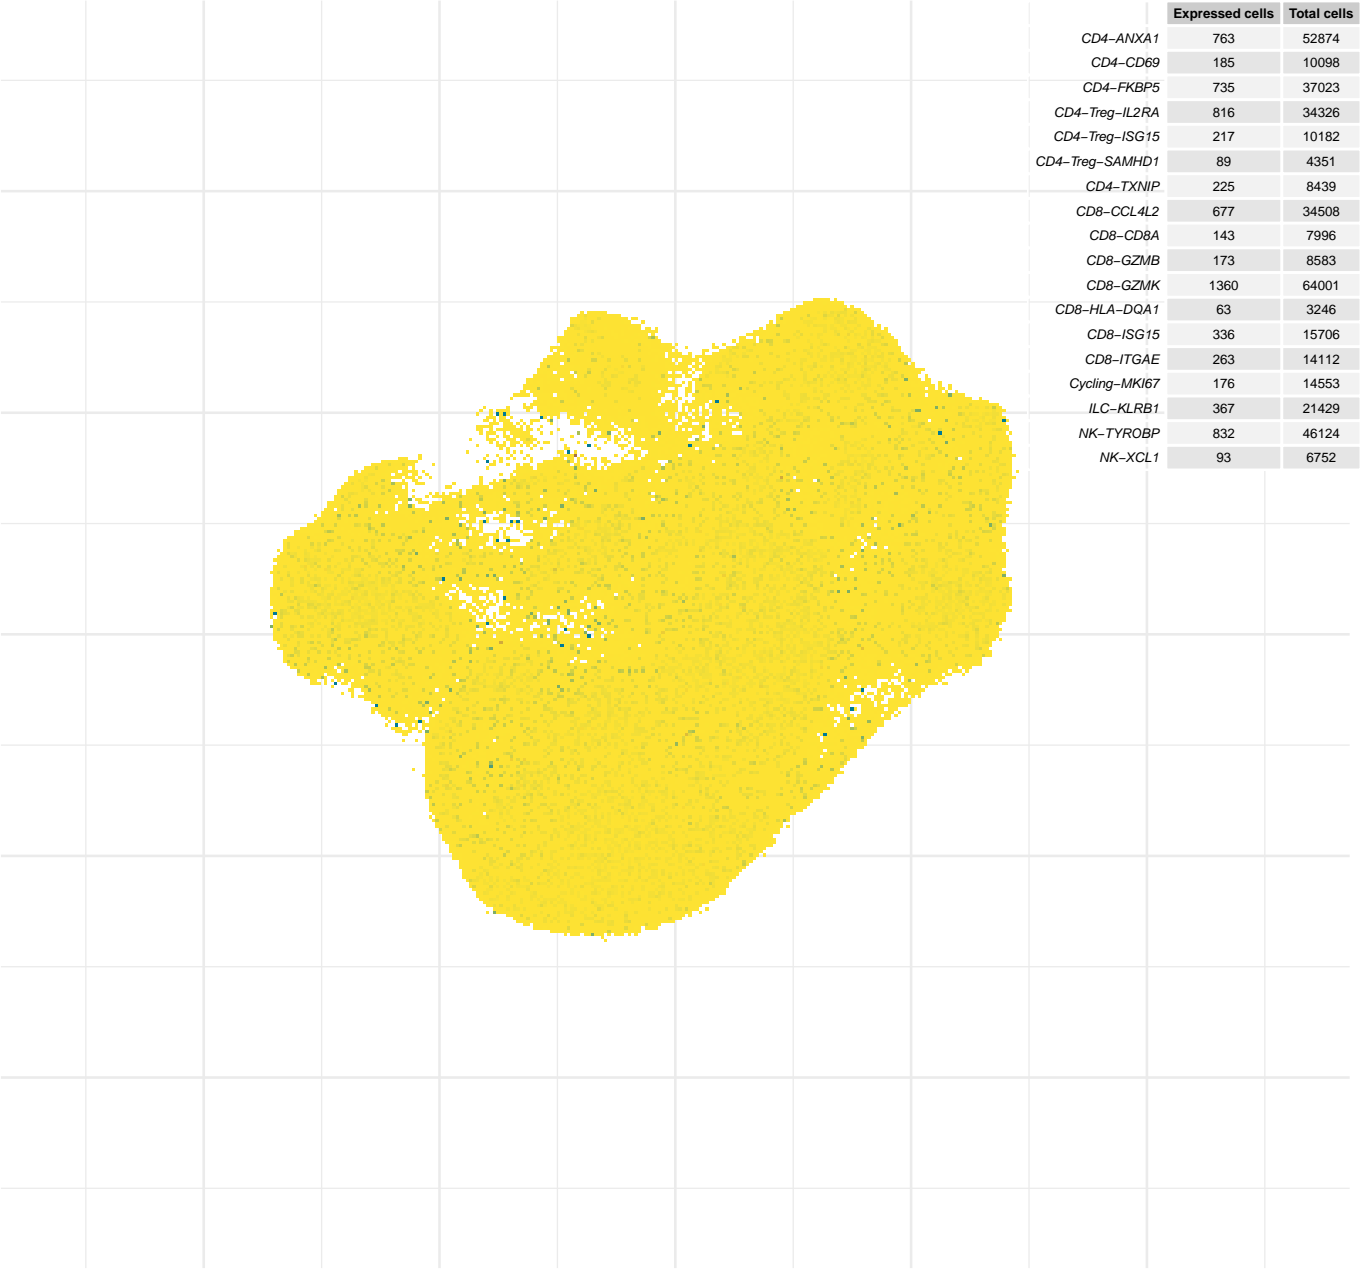 Expressed cells Total cells
CD4−ANXA1 763 52874
CD4−CD69 185 10098
CD4−FKBP5 735 37023
CD4−Treg−IL2RA 816 34326
CD4−Treg−ISG15 217 10182
CD4−Treg−SAMHD1 89 4351
CD4−TXNIP 225 8439
CD8−CCL4L2 677 34508
CD8−CD8A 143 7996
CD8−GZMB 173 8583
CD8−GZMK 1360 64001
CD8−HLA−DQA1 63 3246
CD8−ISG15 336 15706
CD8−ITGAE 263 14112
Cycling−MKI67 176 14553
ILC−KLRB1 367 21429
NK−TYROBP 832 46124
NK−XCL1 93 6752